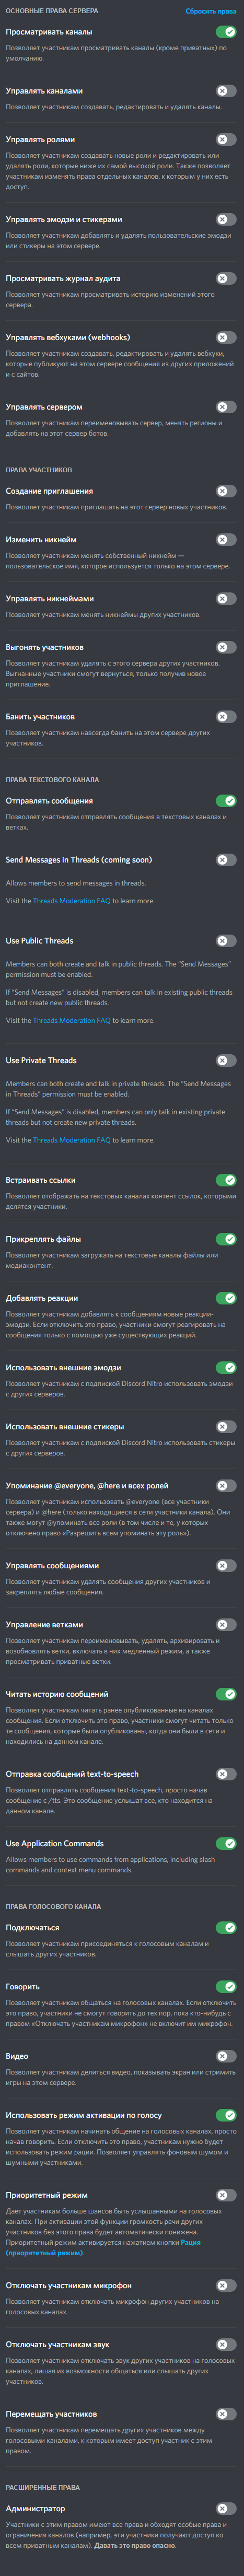 ОСНОВНЫЕ ПРАВА СЕРВЕРА
Сбросить права
Просматривать каналы
Позволяет участникам просматривать каналы (кроме приватных) по
умолчанию.
Управлять каналами
Позволяет участникам создавать, редактировать и удалять каналы.
Управлять ролями
Позволяет участникам создавать новые роли и редактировать или
удалять роли, которые ниже их самой высокой роли. Также позволяет
участникам изменять права отдельных каналов, к которым у них есть
доступ.
Управлять эмодзи и стикерами
Позволяет участникам добавлять и удалять пользовательские эмодзи
или стикеры на этом сервере.
Просматривать журнал аудита
Позволяет участникам просматривать историю изменений этого
сервера.
Управлять вебхуками (webhooks)
Позволяет участникам создавать, редактировать и удалять вебхуки,
которые публикуют на этом сервере сообщения из других приложений
и с сайтов.
Управлять сервером
Позволяет участникам переименовывать сервер, менять регионы и
добавлять на этот сервер ботов.
ПРАВА УЧАСТНИКОВ
Создание приглашения
Позволяет участникам приглашать на этот сервер новых участников.
Изменить никнейм
Позволяет участникам менять собственный никнейм —
пользовательское имя, которое используется только на этом сервере.
Управлять никнеймами
Позволяет участникам менять никнеймы других участников.
Выгонять участников
Позволяет участникам удалять с этого сервера других участников.
Выгнанные участники смогут вернуться, только получив новое
приглашение.
Банить участников
Позволяет участникам навсегда банить на этом сервере других
участников.
ПРАВА ТЕКСТОВОГО КАНАЛА
Отправлять сообщения
Позволяет участникам отправлять сообщения в текстовых каналах и
ветках.
Send Messages in Threads (coming soon)
Allows members to send messages in threads.
Visit the Threads Moderation FAQ to learn more.
Use Public Threads
Members can both create and talk in public threads. The "Send Messages"
permission must be enabled.
If "Send Messages" is disabled, members can talk in existing public threads
but not create new public threads.
Visit the Threads Moderation FAQ to learn more.
Use Private Threads
Members can both create and talk in private threads. The "Send Messages
in Threads" permission must be enabled.
If "Send Messages" is disabled, members can only talk in existing private
threads but not create new private threads.
Visit the Threads Moderation FAQ to learn more.
Встраивать ссылки
Позволяет отображать на текстовых каналах контент ссылок, которыми
делятся участники.
Прикреплять файлы
Позволяет участникам загружать на текстовые каналы файлы или
медиаконтент.
Добавлять реакции
Позволяет участникам добавлять к сообщениям новые реакции-
эмодзи. Если отключить это право, участники смогут реагировать на
сообщения только с помощью уже существующих реакций.
Использовать внешние эмодзи
Позволяет участникам с подпиской Discord Nitro использовать эмодзи
с других серверов.
Использовать внешние стикеры
Позволяет участникам с подпиской Discord Nitro использовать стикеры
с других серверов.
Упоминание @everyone, @here и всех ролей
Позволяет участникам использовать @everyone (все участники
сервера) и @here (только находящиеся в сети участники канала). Они
также могут @упоминать все роли (в том числе и те, у которых
отключено право «Разрешить всем упоминать эту роль»).
Управлять сообщениями
Позволяет участникам удалять сообщения других участников и
закреплять любые сообщения.
Управление ветками
Позволяет участникам переименовывать, удалять, архивировать и
возобновлять ветки, включать в них медленный режим, а также
просматривать приватные ветки.
Читать историю сообщений
Позволяет участникам читать ранее опубликованные на каналах
сообщения. Если отключить это право, участники смогут читать только
те сообщения, которые были опубликованы, когда они были в сети и
находились на данном канале.
Отправка сообщений text-to-speech
Позволяет отправлять сообщения text-to-speech, просто начав
сообщение с /tts. Это сообщение услышат все, кто находится на
данном канале.
Use Application Commands
Allows members to use commands from applications, including slash
commands and context menu commands.
ПРАВА ГОЛОСОВОГО КАНАЛА
Подключаться
Позволяет участникам присоединяться к голосовым каналам и
слышать других участников.
Говорить
Позволяет участникам общаться на голосовых каналах. Если отключить
это право, участники не смогут говорить до тех пор, пока кто-нибудь с
правом «Отключать участникам микрофон» не включит им микрофон.
Видео
Позволяет участникам делиться видео, показывать экран или стримить
игры на этом сервере.
Использовать режим активации по голосу
Позволяет участникам начинать общение на голосовых каналах, просто
начав говорить. Если отключить это право, участникам нужно будет
использовать режим рации. Позволяет управлять фоновым шумом и
шумными участниками.
Приоритетный режим
Даёт участникам больше шансов быть услышанными на голосовых
каналах. При активации этой функции громкость речи других
участников без этого права будет автоматически понижена.
Приоритетный режим активируется нажатием кнопки Рация
(приоритетный режим).
Отключать участникам микрофон
Позволяет участникам отключать микрофон других участников на
голосовых каналах.
Отключать участникам звук
Позволяет участникам отключать звук других участников на голосовых
каналах, лишая их возможности общаться или слышать других
участников.
Перемещать участников
Позволяет участникам перемещать других участников между
голосовыми каналами, к которым имеет доступ участник с этим
правом.
РАСШИРЕННЫЕ ПРАВА
Администратор
Участники с этим правом имеют все права и обходят особые права и
ограничения каналов (например, эти участники получают доступ ко
всем приватным каналам). Давать это право опасно.